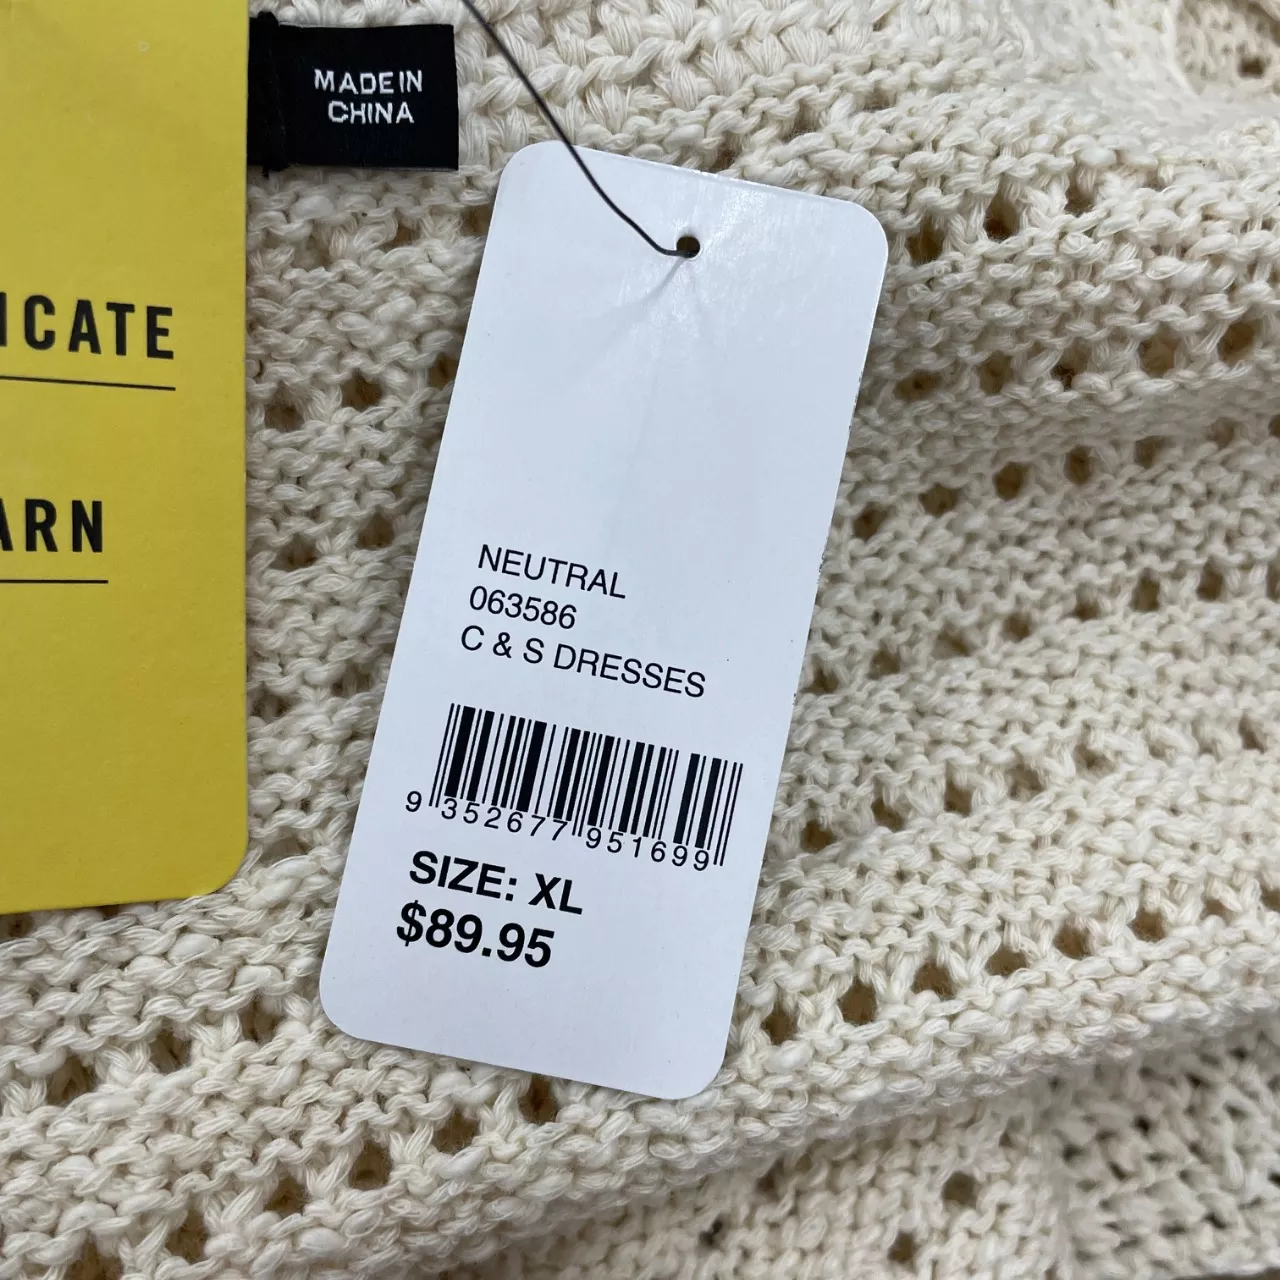 MADE IN
CHINA
ICATE
ARN
NEUTRAL
063586
C & S DRESSES
9 352677 951699
SIZE: XL
$89.95